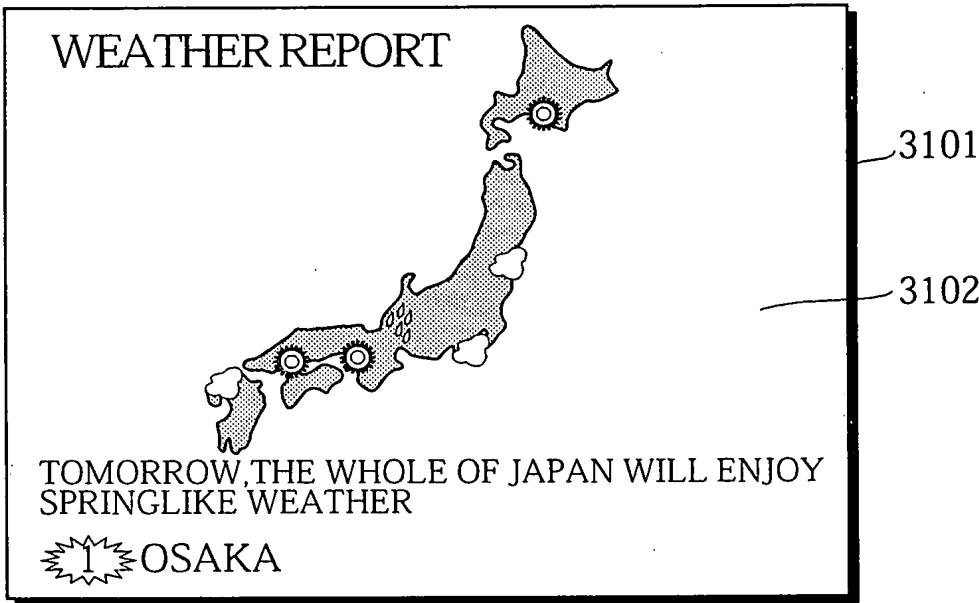 WEATHER REPORT
3101
3102
TOMORROW,THE WHOLE OF JAPAN WILL ENJOY
SPRINGLIKE WEATHER
1 OSAKA